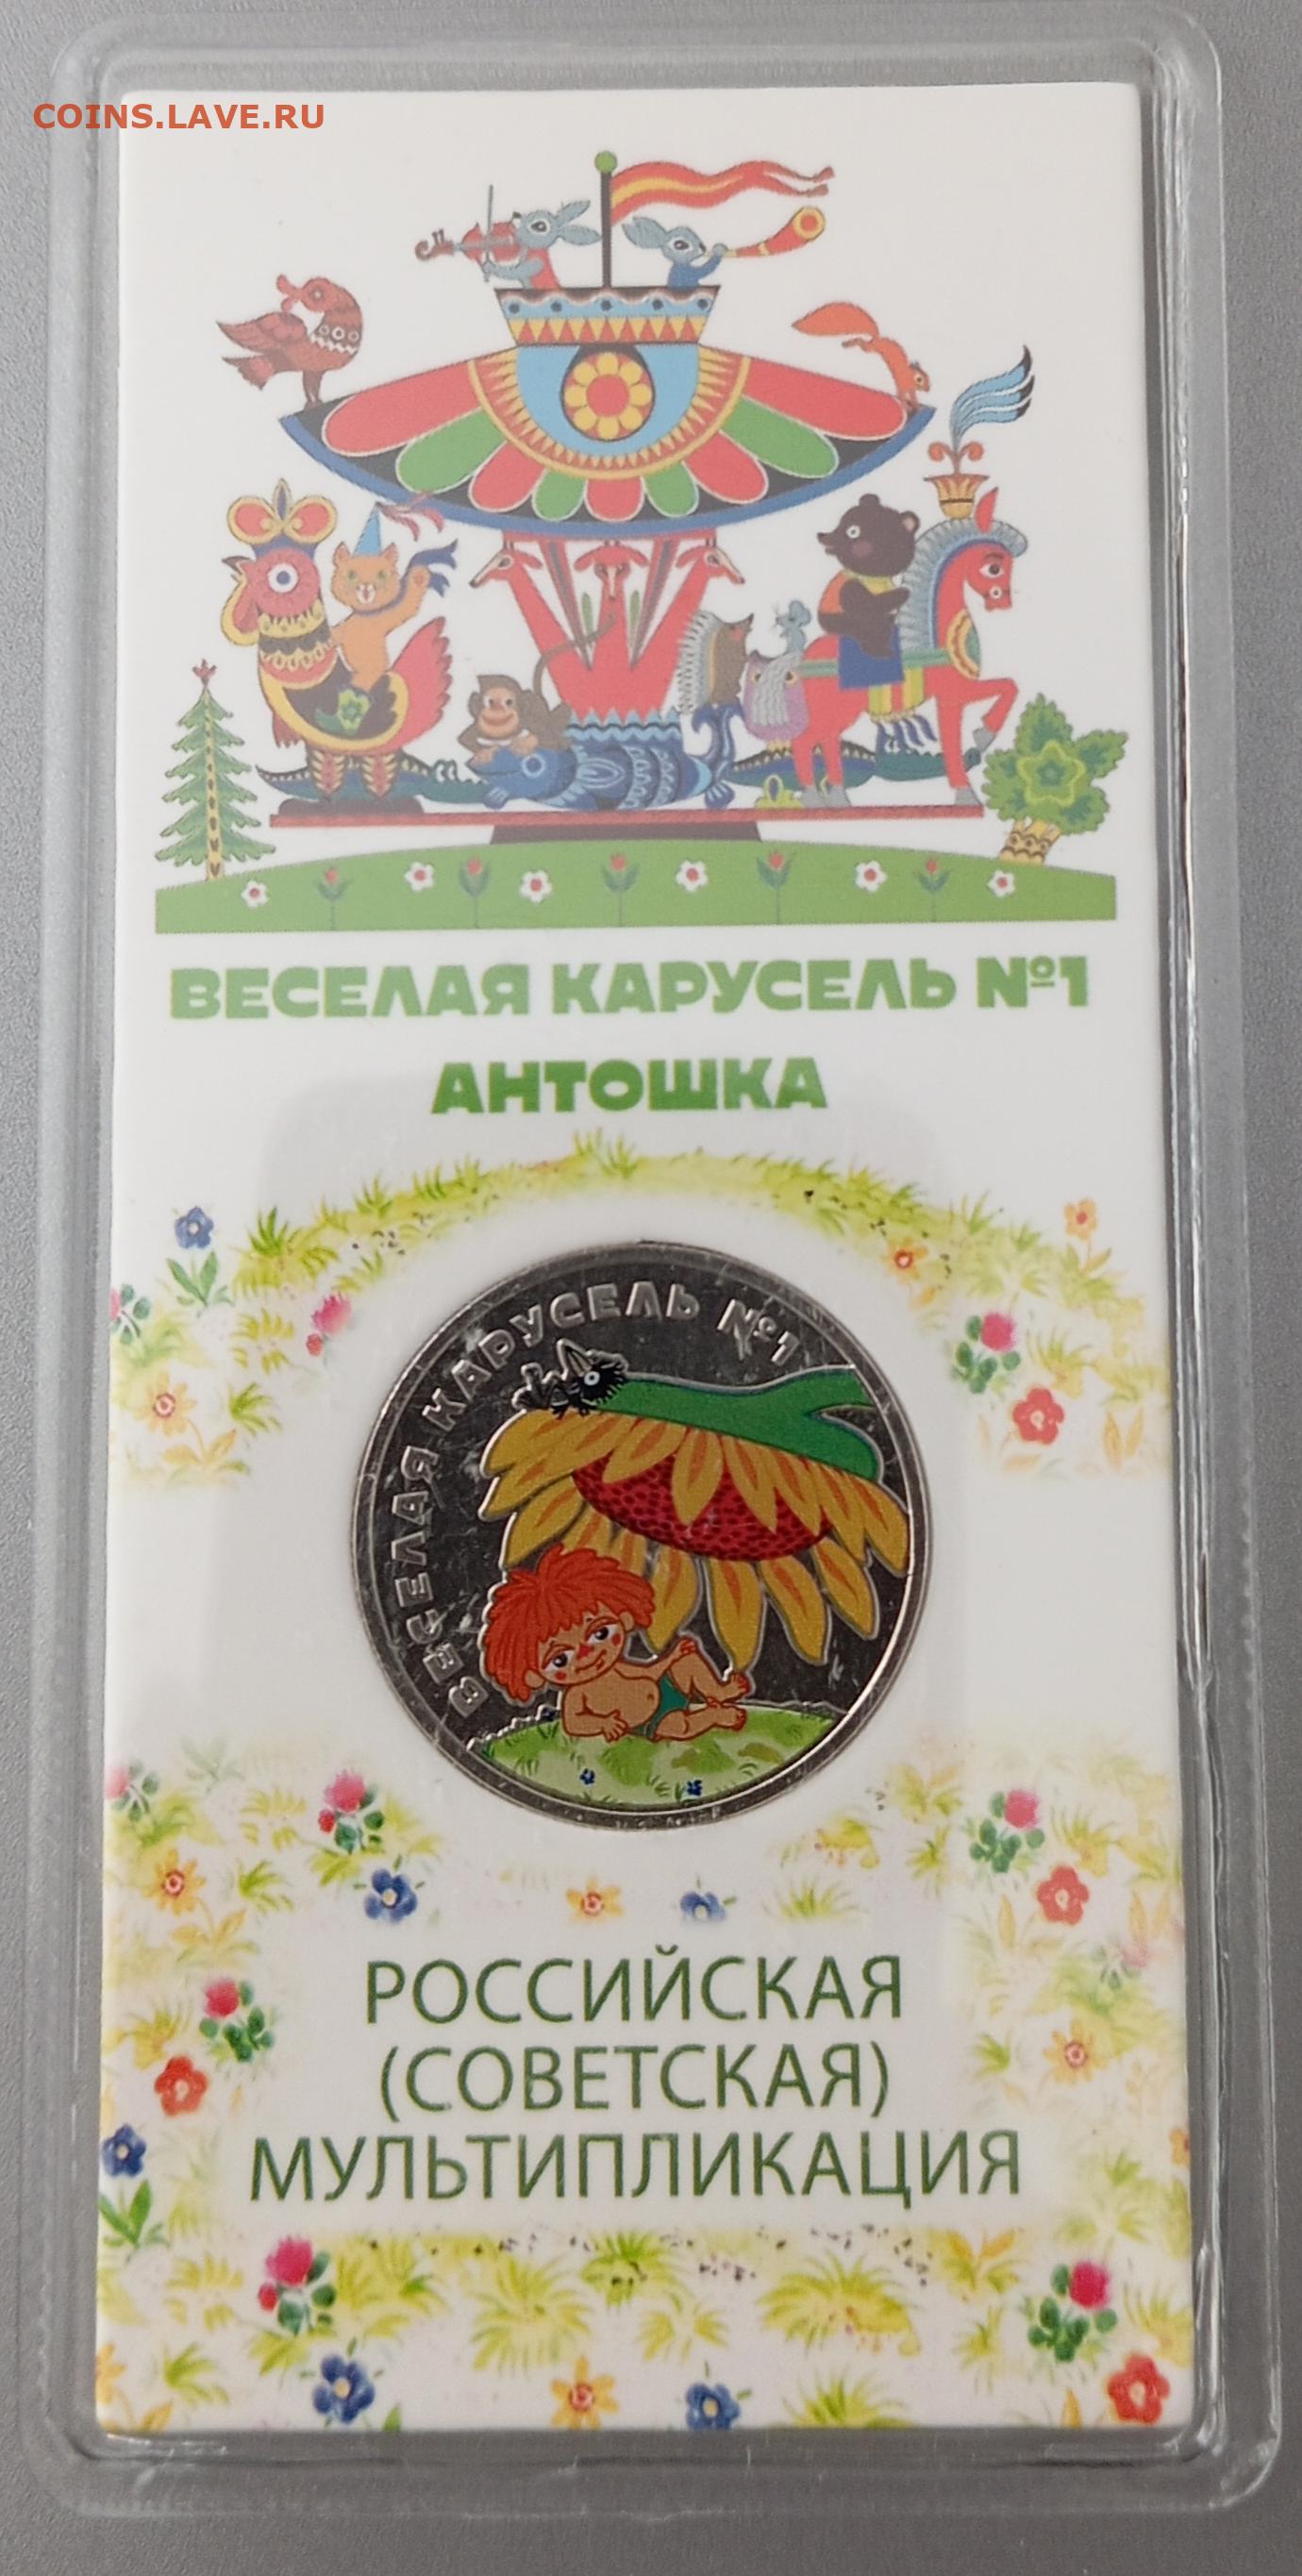 COINS.LAVE.RU
ВЕСЕЛАЯ КАРУСЕЛЬ №1
АНТОШКА
ВЕСЕЛАЯ КАРУСЕЛЬ №1
РОССИЙСКАЯ
(СОВЕТСКАЯ)
МУЛЬТИПЛИКАЦИЯ